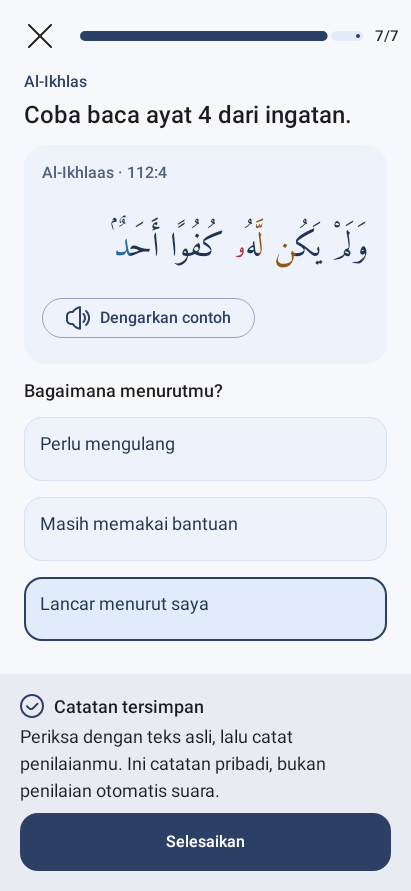 7/7
Al-Ikhlas
Coba baca ayat 4 dari ingatan.
Al-Ikhlaas · 112:4
وَلَمْ يَكُن لَّهُۥ كُفُوًا أَحَدٌۢ
Dengarkan contoh
Bagaimana menurutmu?
Perlu mengulang
Masih memakai bantuan
Lancar menurut saya
Catatan tersimpan
Periksa dengan teks asli, lalu catat
penilaianmu. Ini catatan pribadi, bukan
penilaian otomatis suara.
Selesaikan